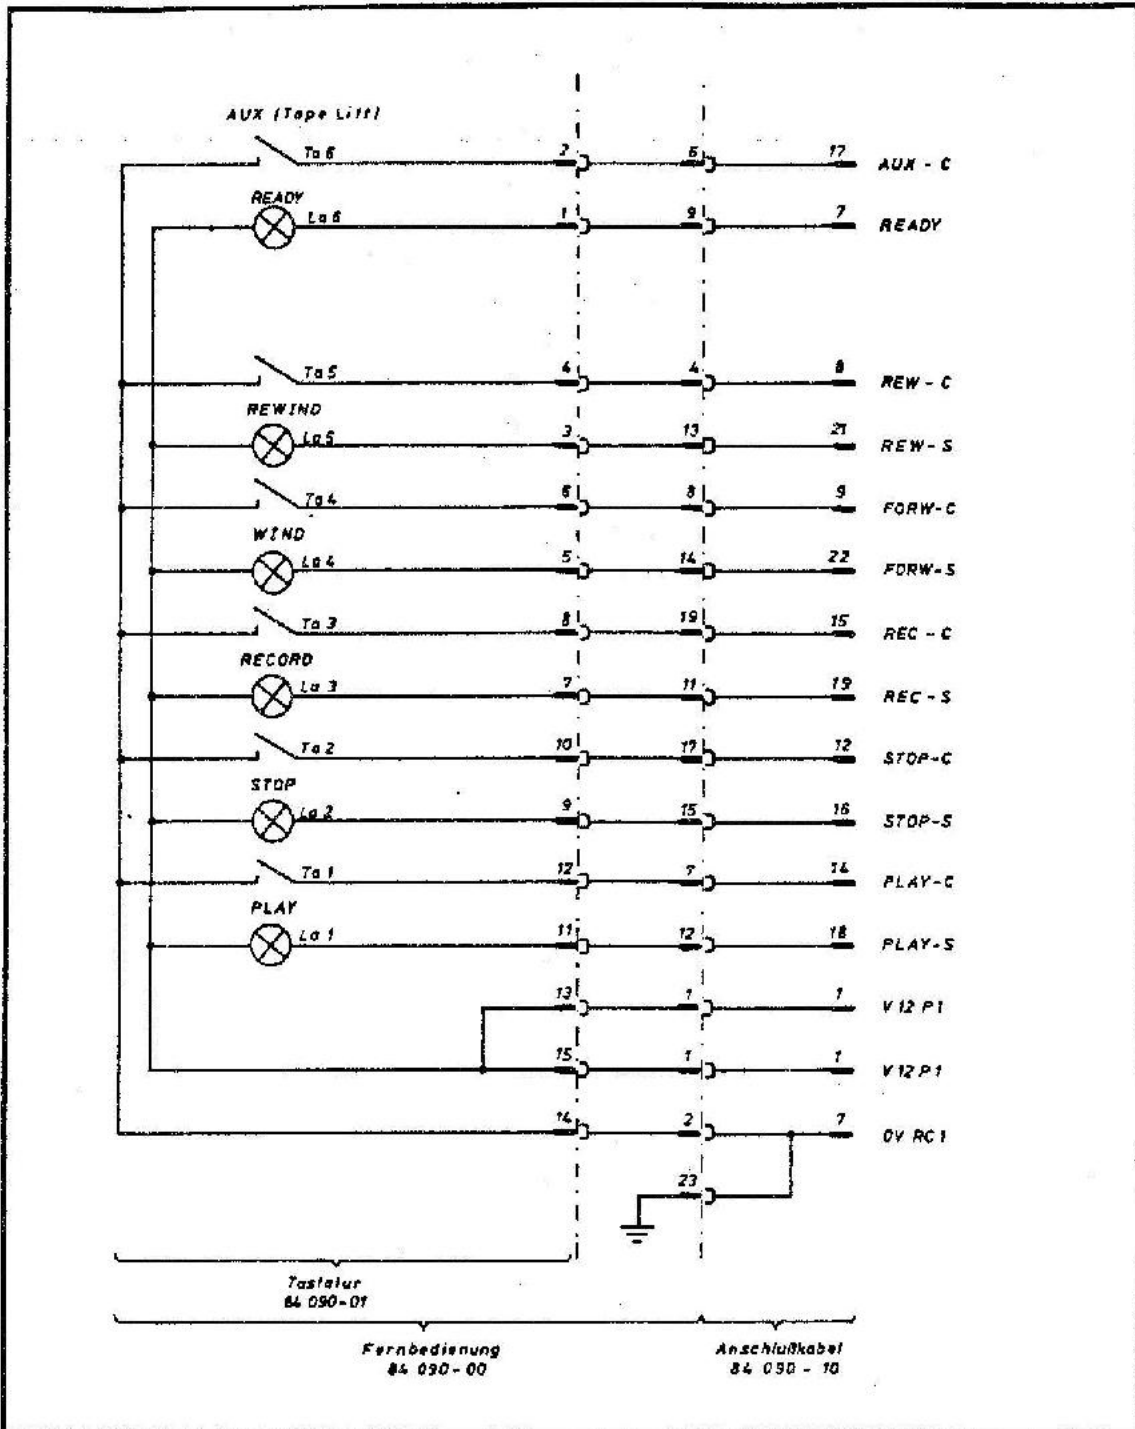 AUX (Tape Lift)
Ta 6 2 6 17 AUX - C
READY
La 6 1 9 7 READY
Ta 5 4 4 8 REW - C
REWIND
La 5 3 13 21 REW - S
Ta 4 6 8 9 FORW-C
WIND
La 4 5 14 22 FORW-S
Ta 3 8 19 15 REC - C
RECORD
La 3 7 11 19 REC - S
Ta 2 10 17 12 STOP-C
STOP
La 2 9 15 16 STOP-S
Ta 1 12 7 14 PLAY-C
PLAY
La 1 11 12 18 PLAY-S
13 1 1 V12 P1
15 1 1 V12 P1
14 2 7 0V RC1
23
Tastatur
84 090-01
Fernbedienung
84 090-00
Anschlußkabel
84 090 - 10